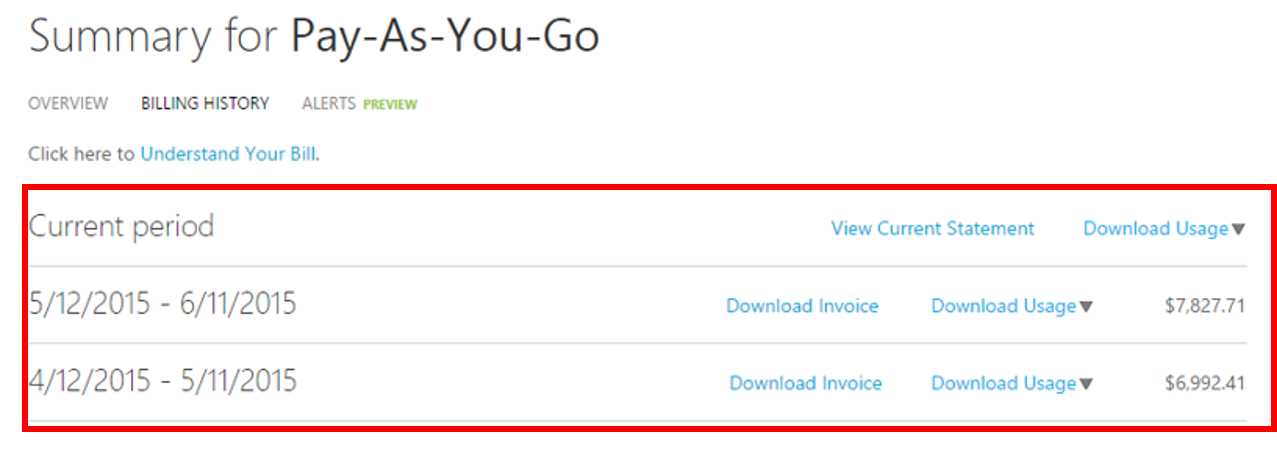 Summary for Pay-As-You-Go
OVERVIEW BILLING HISTORY ALERTS PREVIEW
Click here to Understand Your Bill.
Current period View Current Statement Download Usage
5/12/2015 - 6/11/2015 Download Invoice Download Usage $7,827.71
4/12/2015 - 5/11/2015 Download Invoice Download Usage $6,992.41